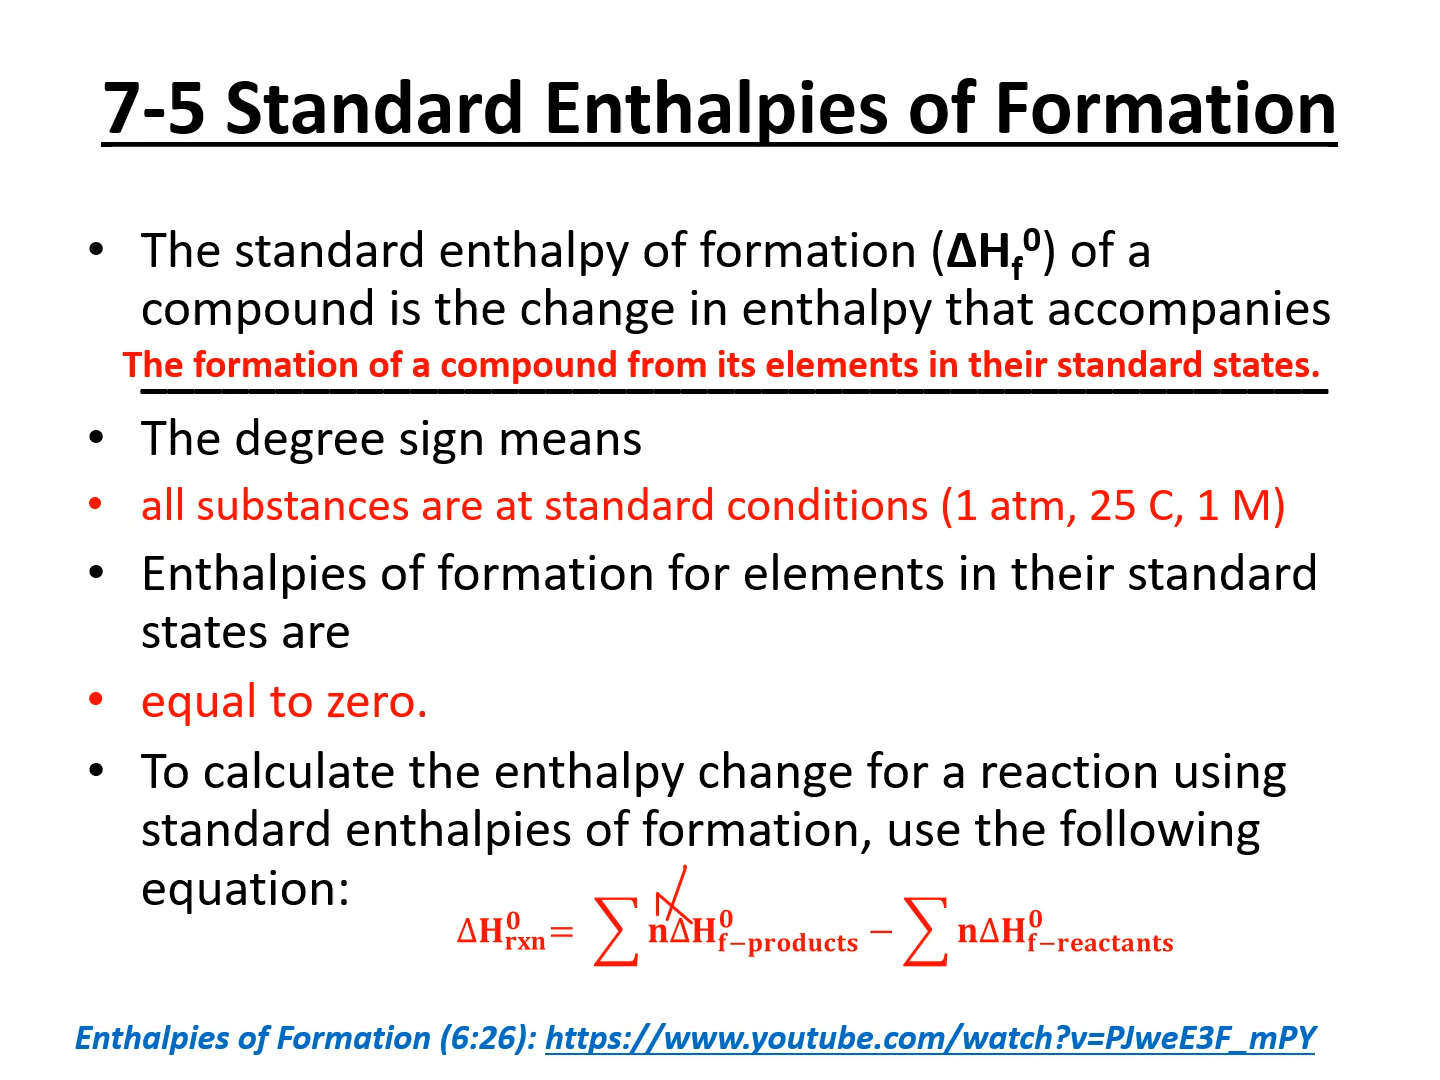 7-5 Standard Enthalpies of Formation
• The standard enthalpy of formation (ΔHf⁰) of a
compound is the change in enthalpy that accompanies
The formation of a compound from its elements in their standard states.
• The degree sign means
• all substances are at standard conditions (1 atm, 25 C, 1 M)
• Enthalpies of formation for elements in their standard
states are
• equal to zero.
• To calculate the enthalpy change for a reaction using
standard enthalpies of formation, use the following
equation:
ΔH⁰rxn = ∑ nΔH⁰f−products − ∑ nΔH⁰f−reactants
Enthalpies of Formation (6:26): https://www.youtube.com/watch?v=PJweE3F_mPY